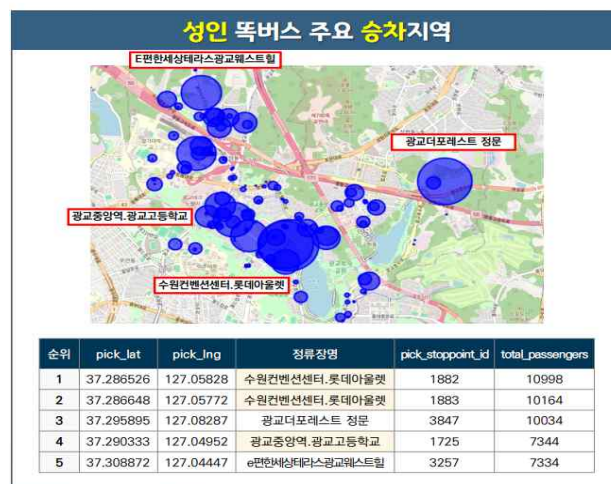 성인 똑버스 주요 승차지역
E편한세상테라스광교웨스트힐
광교더포레스트 정문
광교중앙역.광교고등학교
수원컨벤션센터.롯데아울렛
순위 pick_lat pick_lng 정류장명 pick_stoppoint_id total_passengers
1 37.286526 127.05828 수원컨벤션센터.롯데아울렛 1882 10998
2 37.286648 127.05772 수원컨벤션센터.롯데아울렛 1883 10164
3 37.295895 127.08287 광교더포레스트 정문 3847 10034
4 37.290333 127.04952 광교중앙역.광교고등학교 1725 7344
5 37.308872 127.04447 e편한세상테라스광교웨스트힐 3257 7334